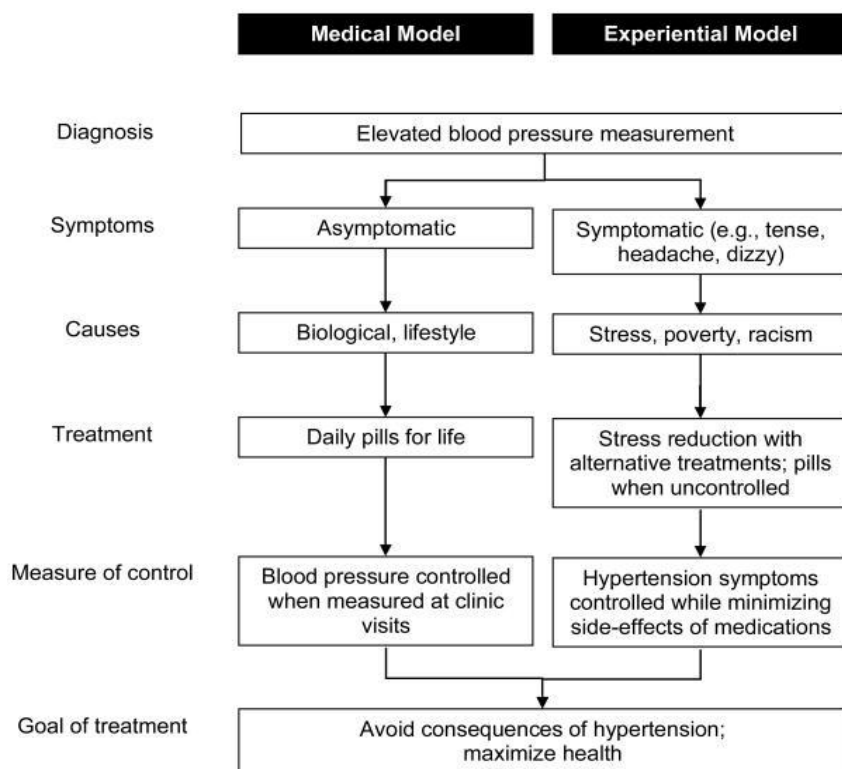 Medical Model
Experiential Model
Diagnosis
Elevated blood pressure measurement
Symptoms
Asymptomatic
Symptomatic (e.g., tense,
headache, dizzy)
Causes
Biological, lifestyle
Stress, poverty, racism
Treatment
Daily pills for life
Stress reduction with
alternative treatments; pills
when uncontrolled
Measure of control
Blood pressure controlled
when measured at clinic
visits
Hypertension symptoms
controlled while minimizing
side-effects of medications
Goal of treatment
Avoid consequences of hypertension;
maximize health